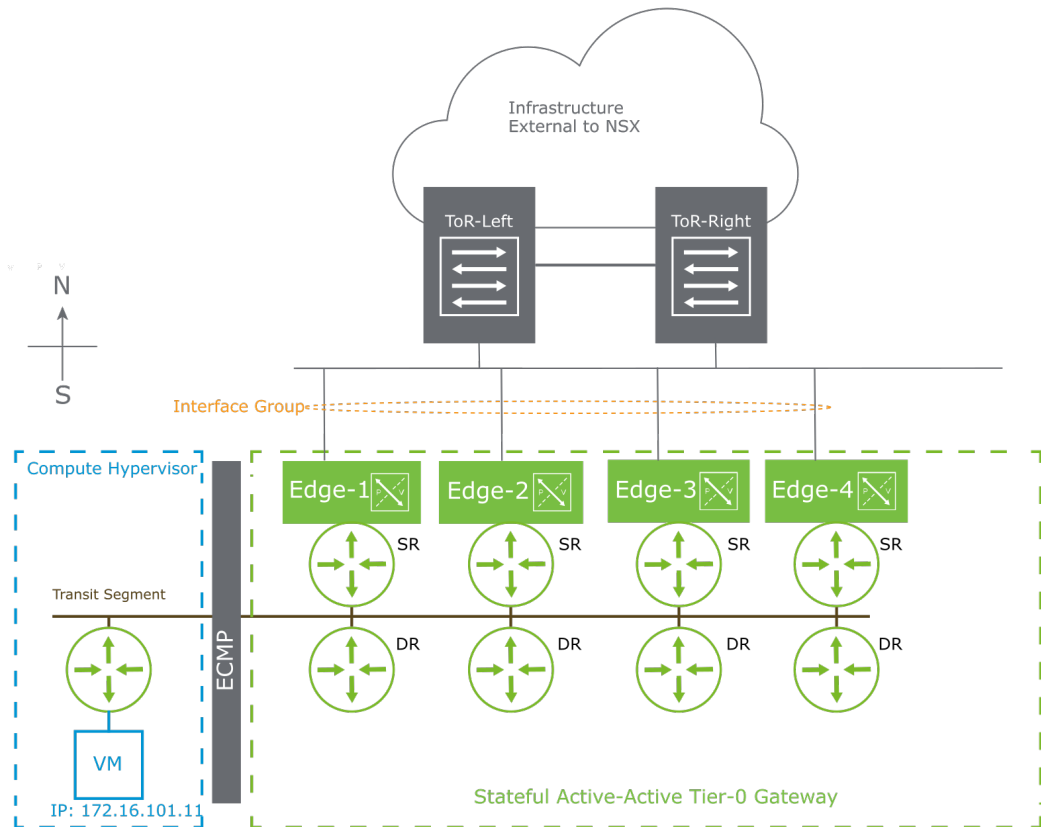 Infrastructure
External to NSX
ToR-Left
ToR-Right
N
S
Interface Group
Compute Hypervisor
Edge-1
P
V
Edge-2
P
V
Edge-3
P
V
Edge-4
P
V
SR
SR
SR
SR
Transit Segment
ECMP
DR
DR
DR
DR
VM
IP: 172.16.101.11
Stateful Active-Active Tier-0 Gateway